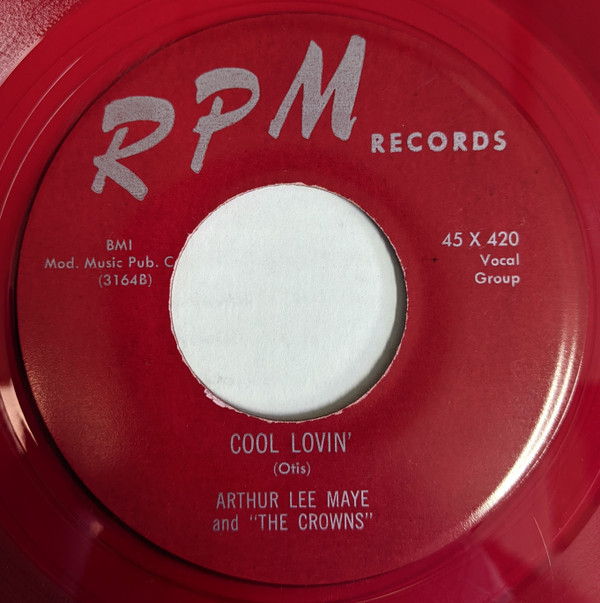 RPM
RECORDS
BMI
Mod. Music Pub. C
(3164B)
45 X 420
Vocal
Group
COOL LOVIN'
(Otis)
ARTHUR LEE MAYE
and "THE CROWNS"